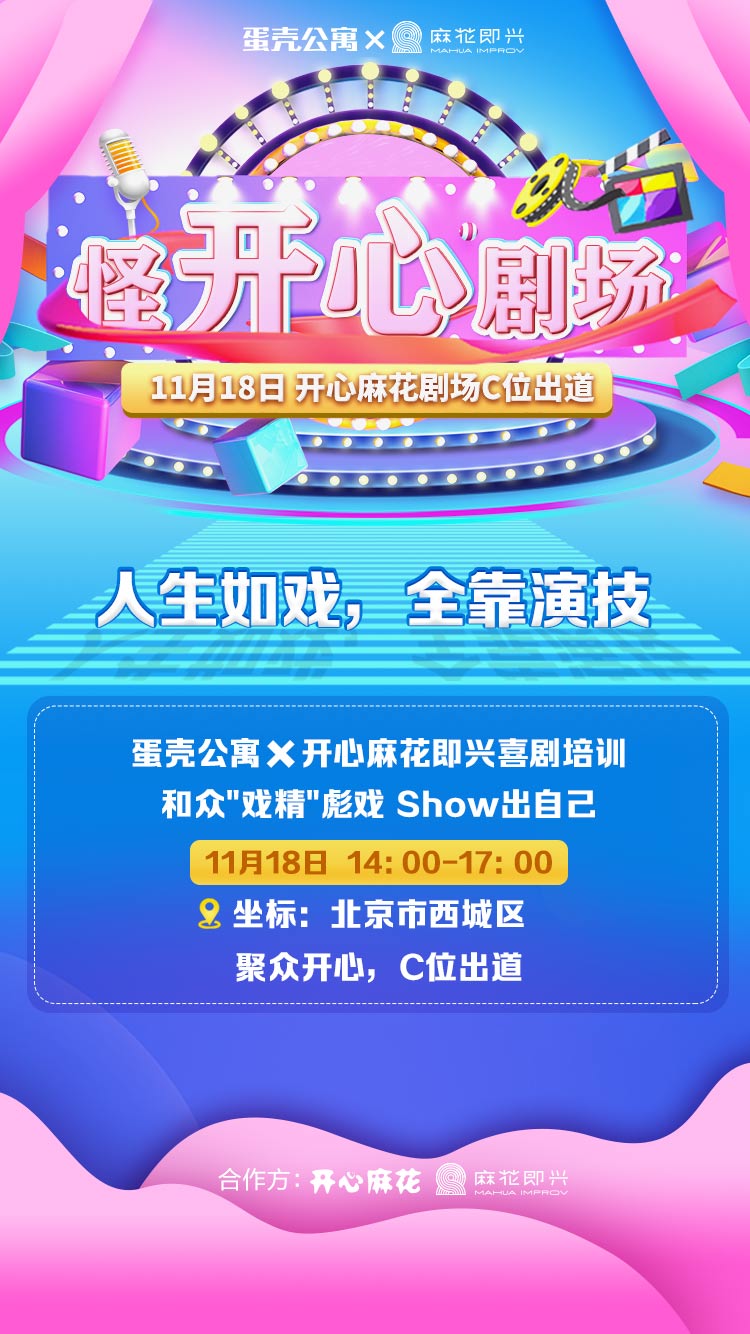 蛋壳公寓×麻花即兴
MAHUA IMPROV
怪开心剧场
11月18日 开心麻花剧场C位出道
人生如戏，全靠演技
蛋壳公寓×开心麻花即兴喜剧培训
和众"戏精"彪戏 Show出自己
11月18日 14:00-17:00
坐标：北京市西城区
聚众开心，C位出道
合作方：开心麻花 麻花即兴
MAHUA IMPROV